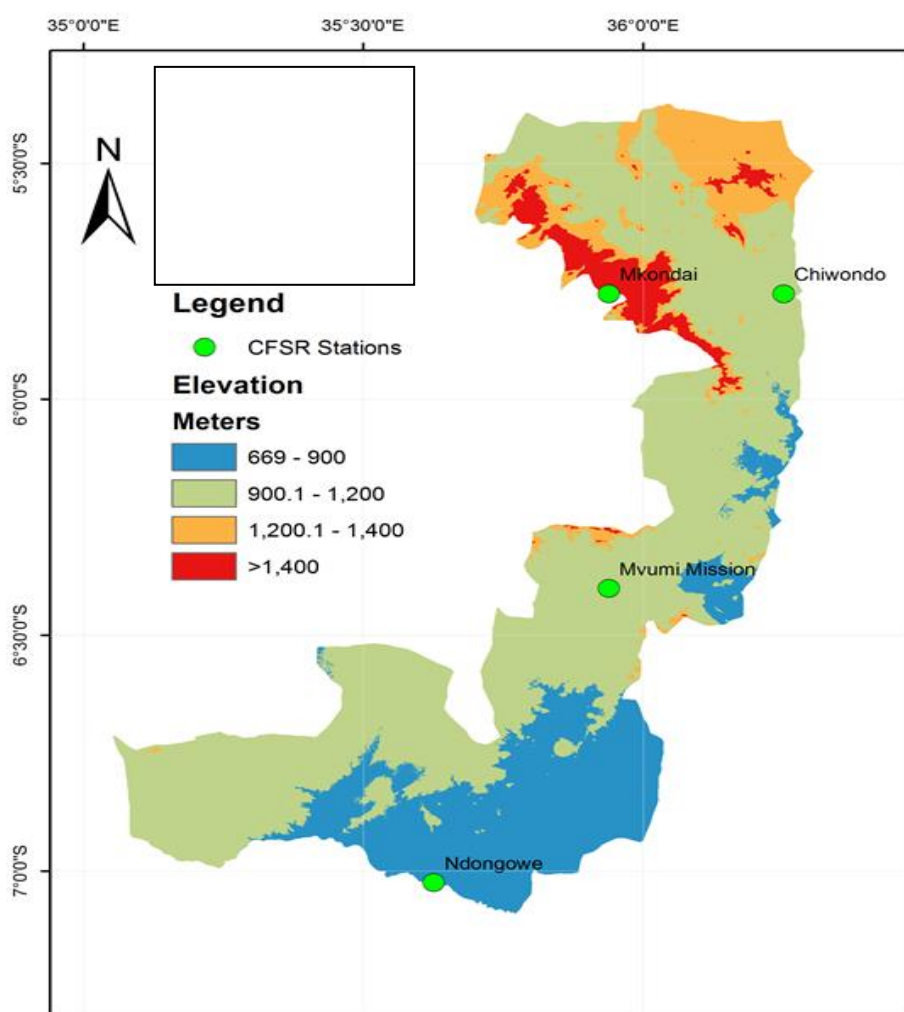 35°0'0"E 35°30'0"E 36°0'0"E
N
5°30'0"S
Mkondai
Chiwondo
Legend
CFSR Stations
Elevation
6°0'0"S
Meters
669 - 900
900.1 - 1,200
1,200.1 - 1,400
>1,400
Mvumi Mission
6°30'0"S
Ndongowe
7°0'0"S